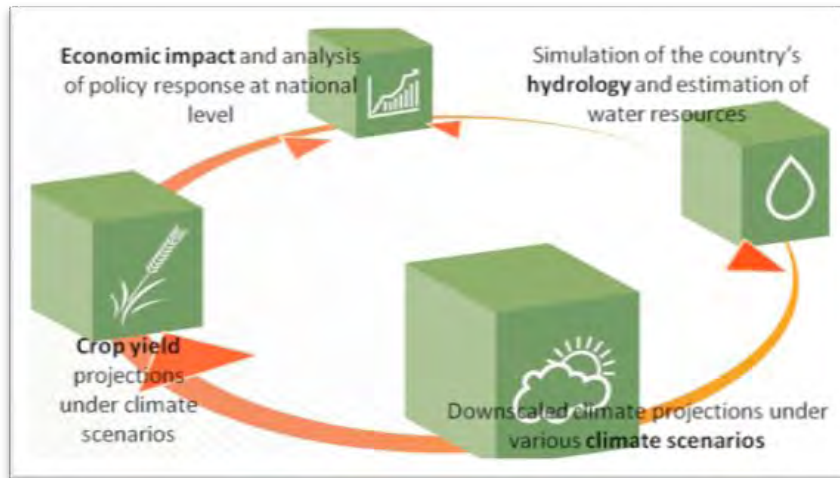 Economic impact and analysis
of policy response at national
level
Simulation of the country's
hydrology and estimation of
water resources
Crop yield
projections
under climate
scenarios
Downscaled climate projections under
various climate scenarios